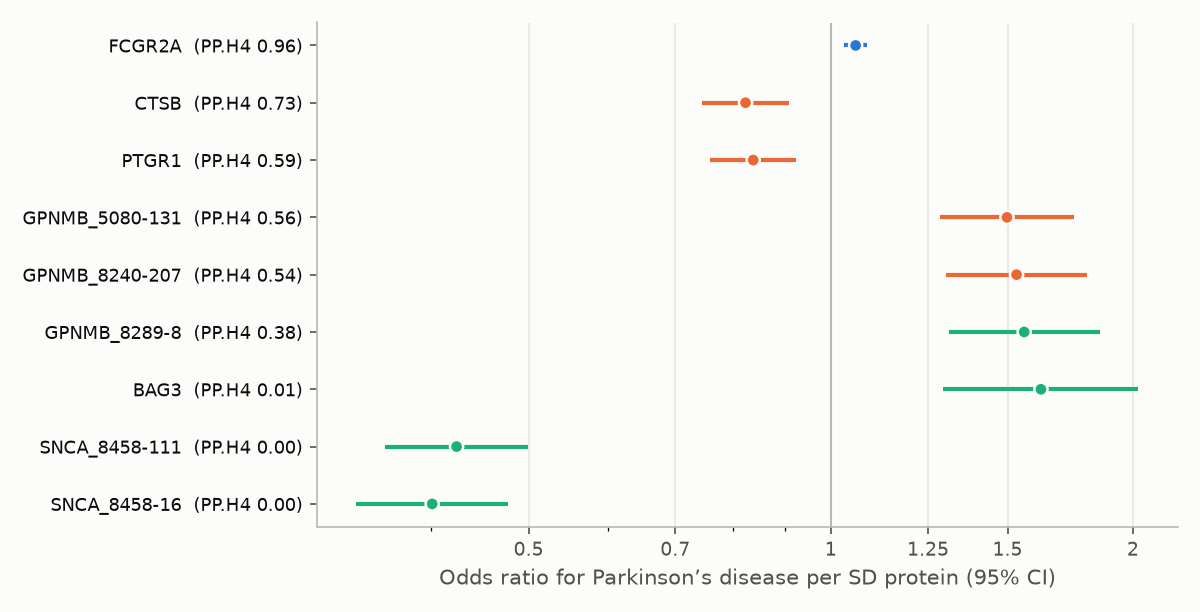 FCGR2A (PP.H4 0.96)
CTSB (PP.H4 0.73)
PTGR1 (PP.H4 0.59)
GPNMB_5080-131 (PP.H4 0.56)
GPNMB_8240-207 (PP.H4 0.54)
GPNMB_8289-8 (PP.H4 0.38)
BAG3 (PP.H4 0.01)
SNCA_8458-111 (PP.H4 0.00)
SNCA_8458-16 (PP.H4 0.00)
0.5 0.7 1 1.25 1.5 2
Odds ratio for Parkinson’s disease per SD protein (95% CI)